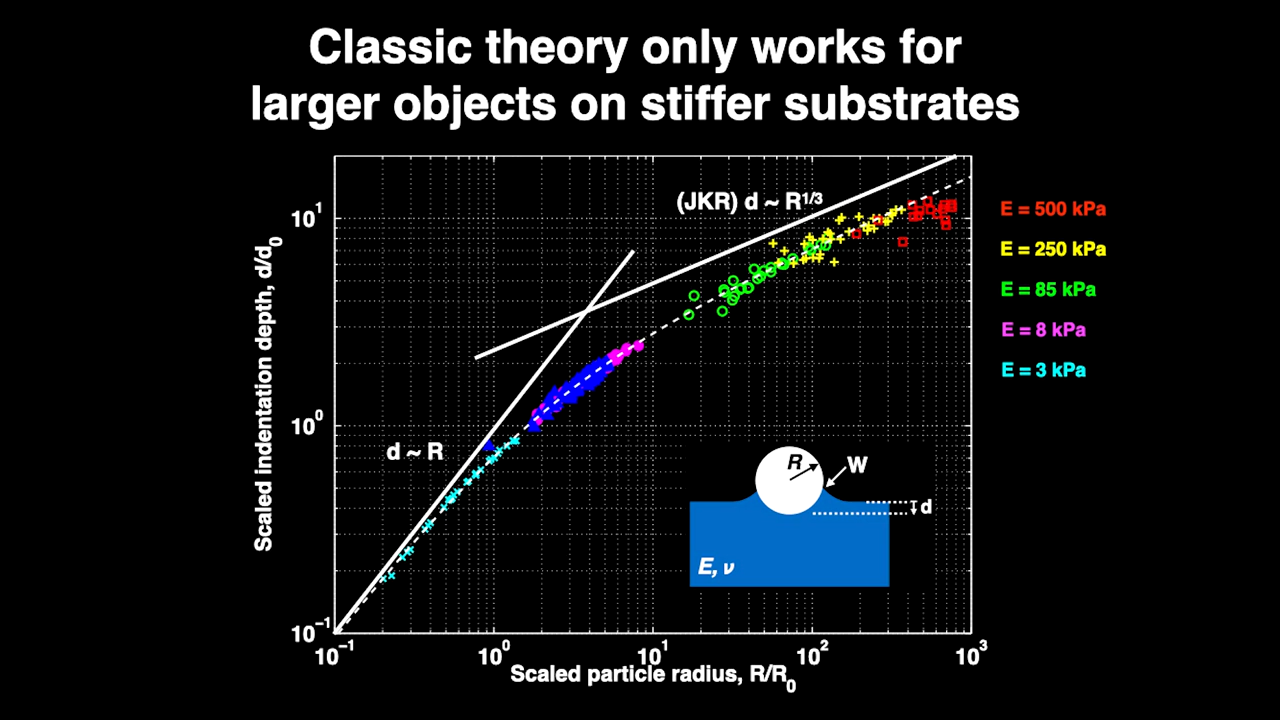 Classic theory only works for
larger objects on stiffer substrates
(JKR) d ~ R^1/3
d ~ R
E = 500 kPa
E = 250 kPa
E = 85 kPa
E = 8 kPa
E = 3 kPa
R
W
d
E, ν
Scaled indentation depth, d/d₀
10¹
10⁰
10⁻¹
10⁻¹ 10⁰ 10¹ 10² 10³
Scaled particle radius, R/R₀